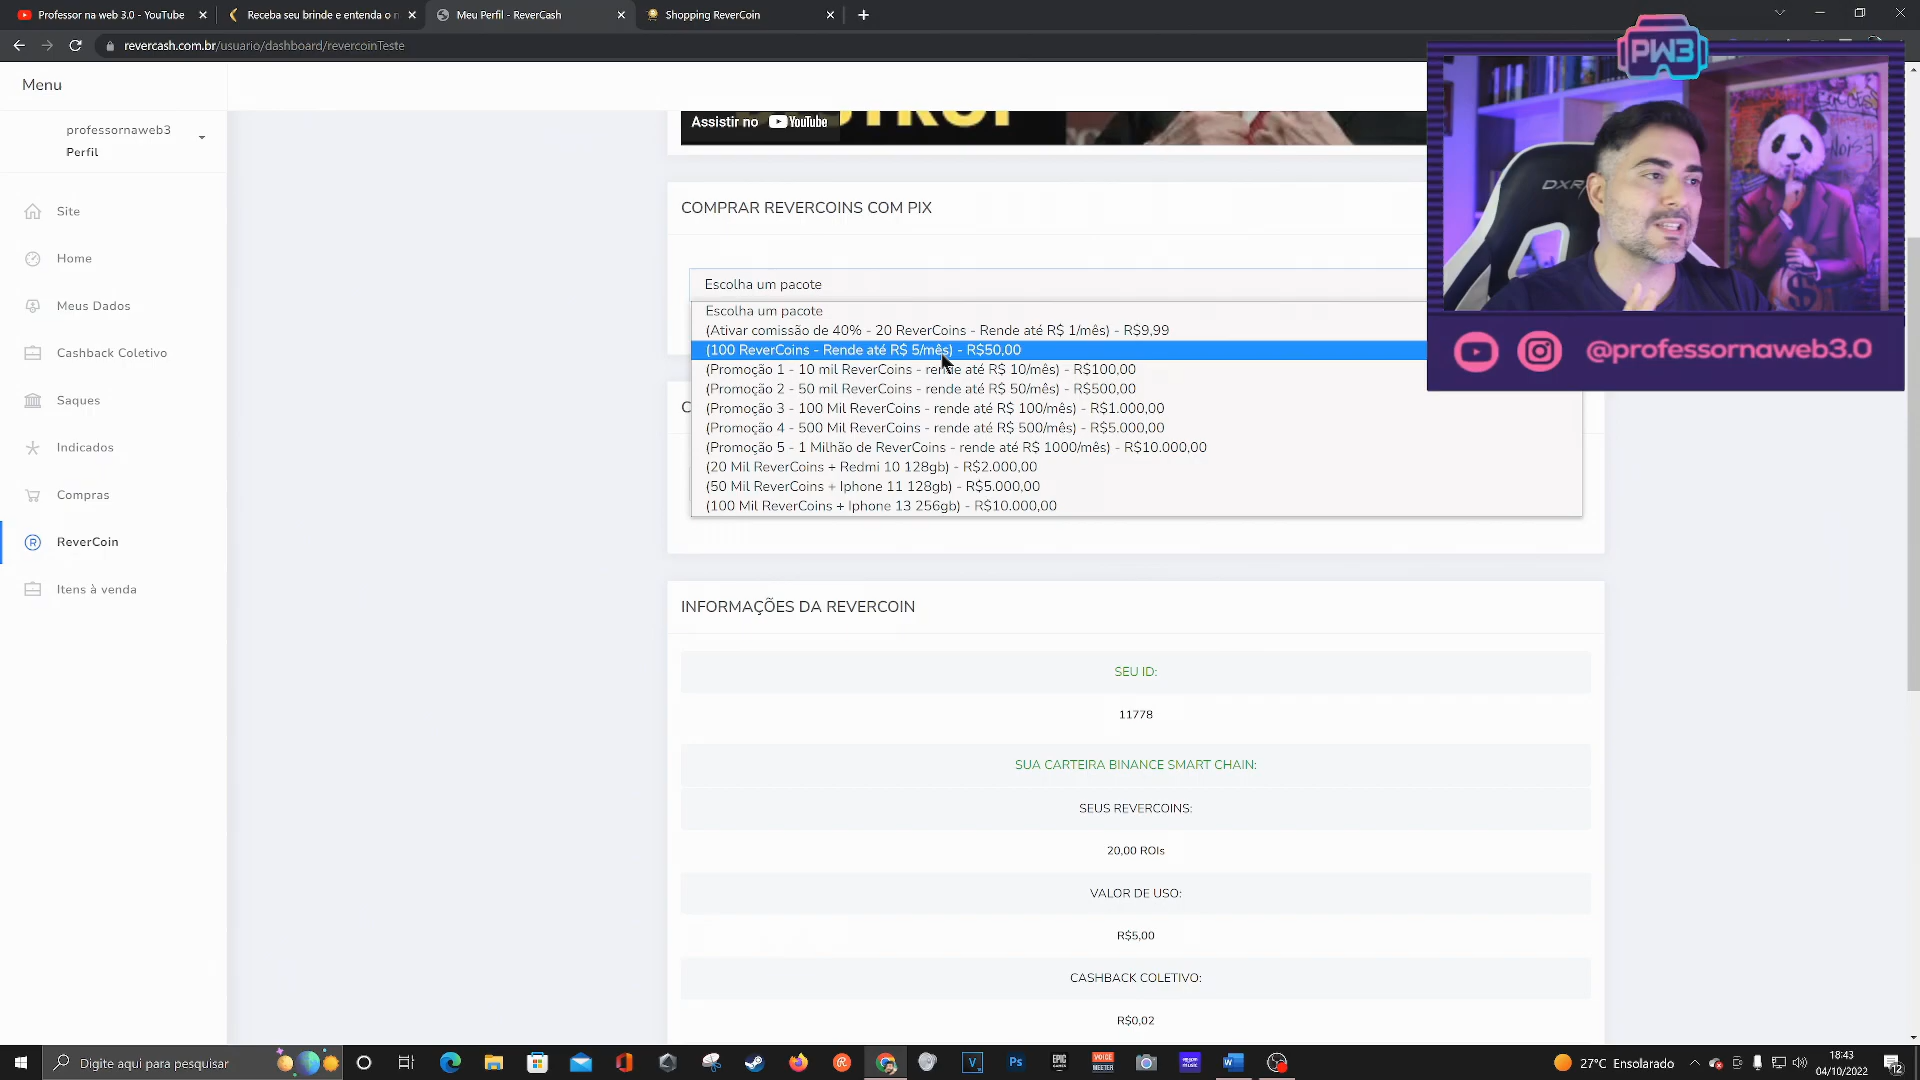 Professor na web 3.0 - YouTube
Receba seu brinde e entenda o n
Meu Perfil - ReverCash
Shopping ReverCoin
revercash.com.br/usuario/dashboard/revercoinTeste
Menu
professornaweb3
Perfil
Site
Home
Meus Dados
Cashback Coletivo
Saques
Indicados
Compras
ReverCoin
Itens à venda
Assistir no YouTube
COMPRAR REVERCOINS COM PIX
Escolha um pacote
Escolha um pacote
(Ativar comissão de 40% - 20 ReverCoins - Rende até R$ 1/mês) - R$9,99
(100 ReverCoins - Rende até R$ 5/mês) - R$50,00
(Promoção 1 - 10 mil ReverCoins - rende até R$ 10/mês) - R$100,00
(Promoção 2 - 50 mil ReverCoins - rende até R$ 50/mês) - R$500,00
(Promoção 3 - 100 Mil ReverCoins - rende até R$ 100/mês) - R$1.000,00
(Promoção 4 - 500 Mil ReverCoins - rende até R$ 500/mês) - R$5.000,00
(Promoção 5 - 1 Milhão de ReverCoins - rende até R$ 1000/mês) - R$10.000,00
(20 Mil ReverCoins + Redmi 10 128gb) - R$2.000,00
(50 Mil ReverCoins + Iphone 11 128gb) - R$5.000,00
(100 Mil ReverCoins + Iphone 13 256gb) - R$10.000,00
INFORMAÇÕES DA REVERCOIN
SEU ID:
11778
SUA CARTEIRA BINANCE SMART CHAIN:
SEUS REVERCOINS:
20,00 ROIs
VALOR DE USO:
R$5,00
CASHBACK COLETIVO:
R$0,02
PW3
DXR
@professornaweb3.0
Digite aqui para pesquisar
27°C Ensolarado
18:43
04/10/2022
12